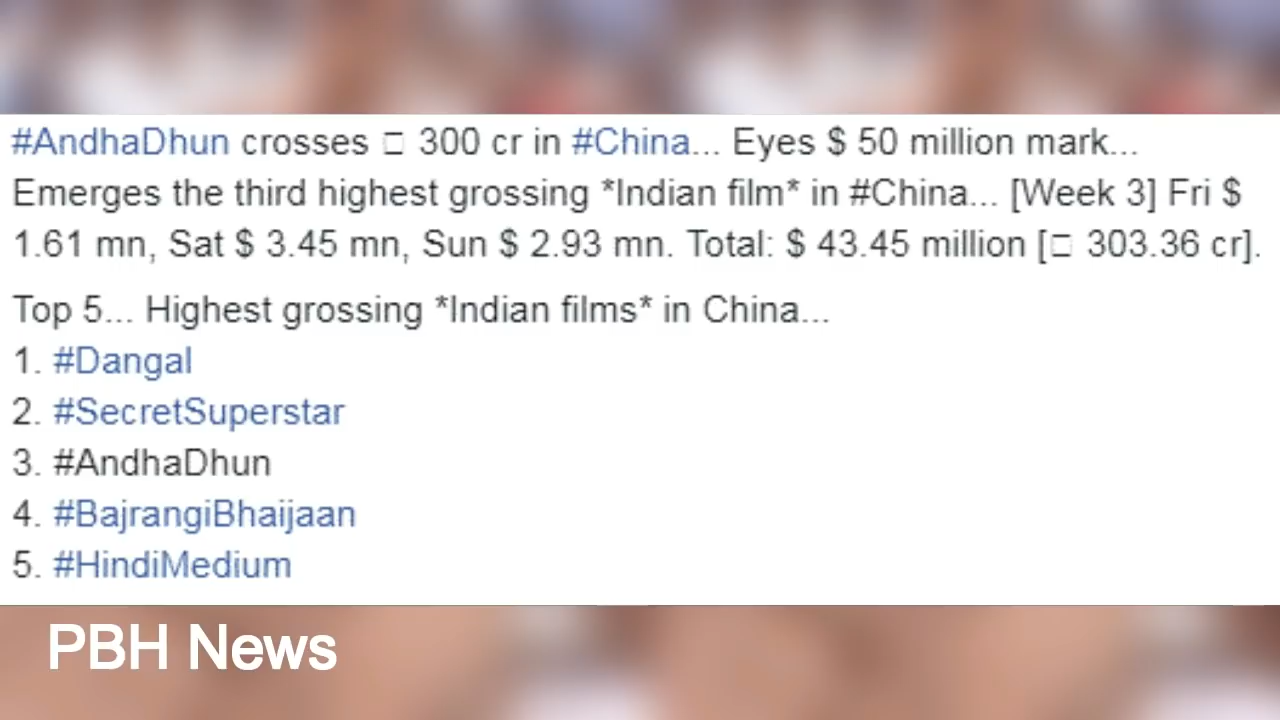 #AndhaDhun crosses □ 300 cr in #China... Eyes $ 50 million mark...
Emerges the third highest grossing *Indian film* in #China... [Week 3] Fri $
1.61 mn, Sat $ 3.45 mn, Sun $ 2.93 mn. Total: $ 43.45 million [□ 303.36 cr].
Top 5... Highest grossing *Indian films* in China...
1. #Dangal
2. #SecretSuperstar
3. #AndhaDhun
4. #BajrangiBhaijaan
5. #HindiMedium
PBH News